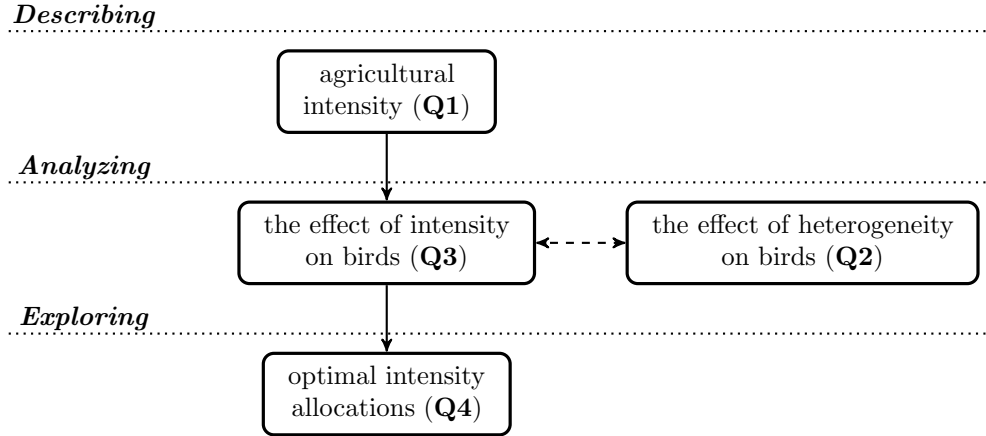 Describing
agricultural
intensity (Q1)
Analyzing
the effect of intensity
on birds (Q3)
the effect of heterogeneity
on birds (Q2)
Exploring
optimal intensity
allocations (Q4)